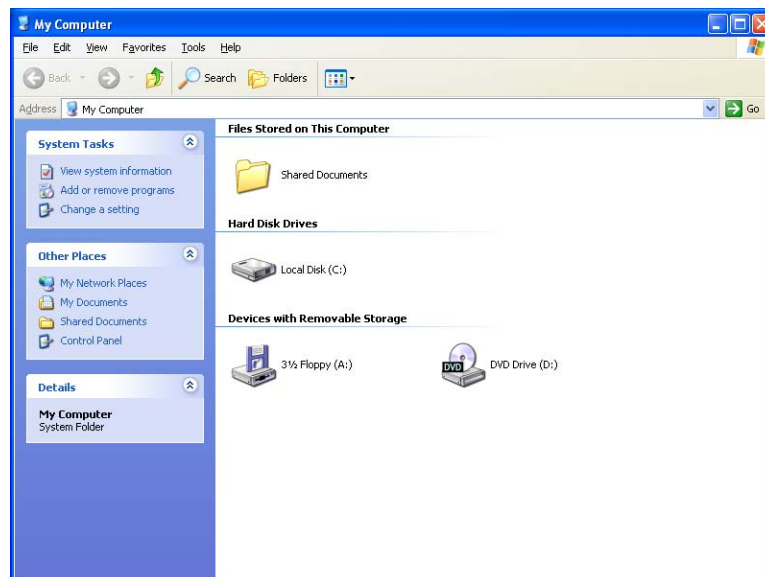 My Computer
File Edit View Favorites Tools Help
Back Search Folders
Address My Computer Go
System Tasks
View system information
Add or remove programs
Change a setting
Other Places
My Network Places
My Documents
Shared Documents
Control Panel
Details
My Computer
System Folder
Files Stored on This Computer
Shared Documents
Hard Disk Drives
Local Disk (C:)
Devices with Removable Storage
3½ Floppy (A:)
DVD DVD Drive (D:)